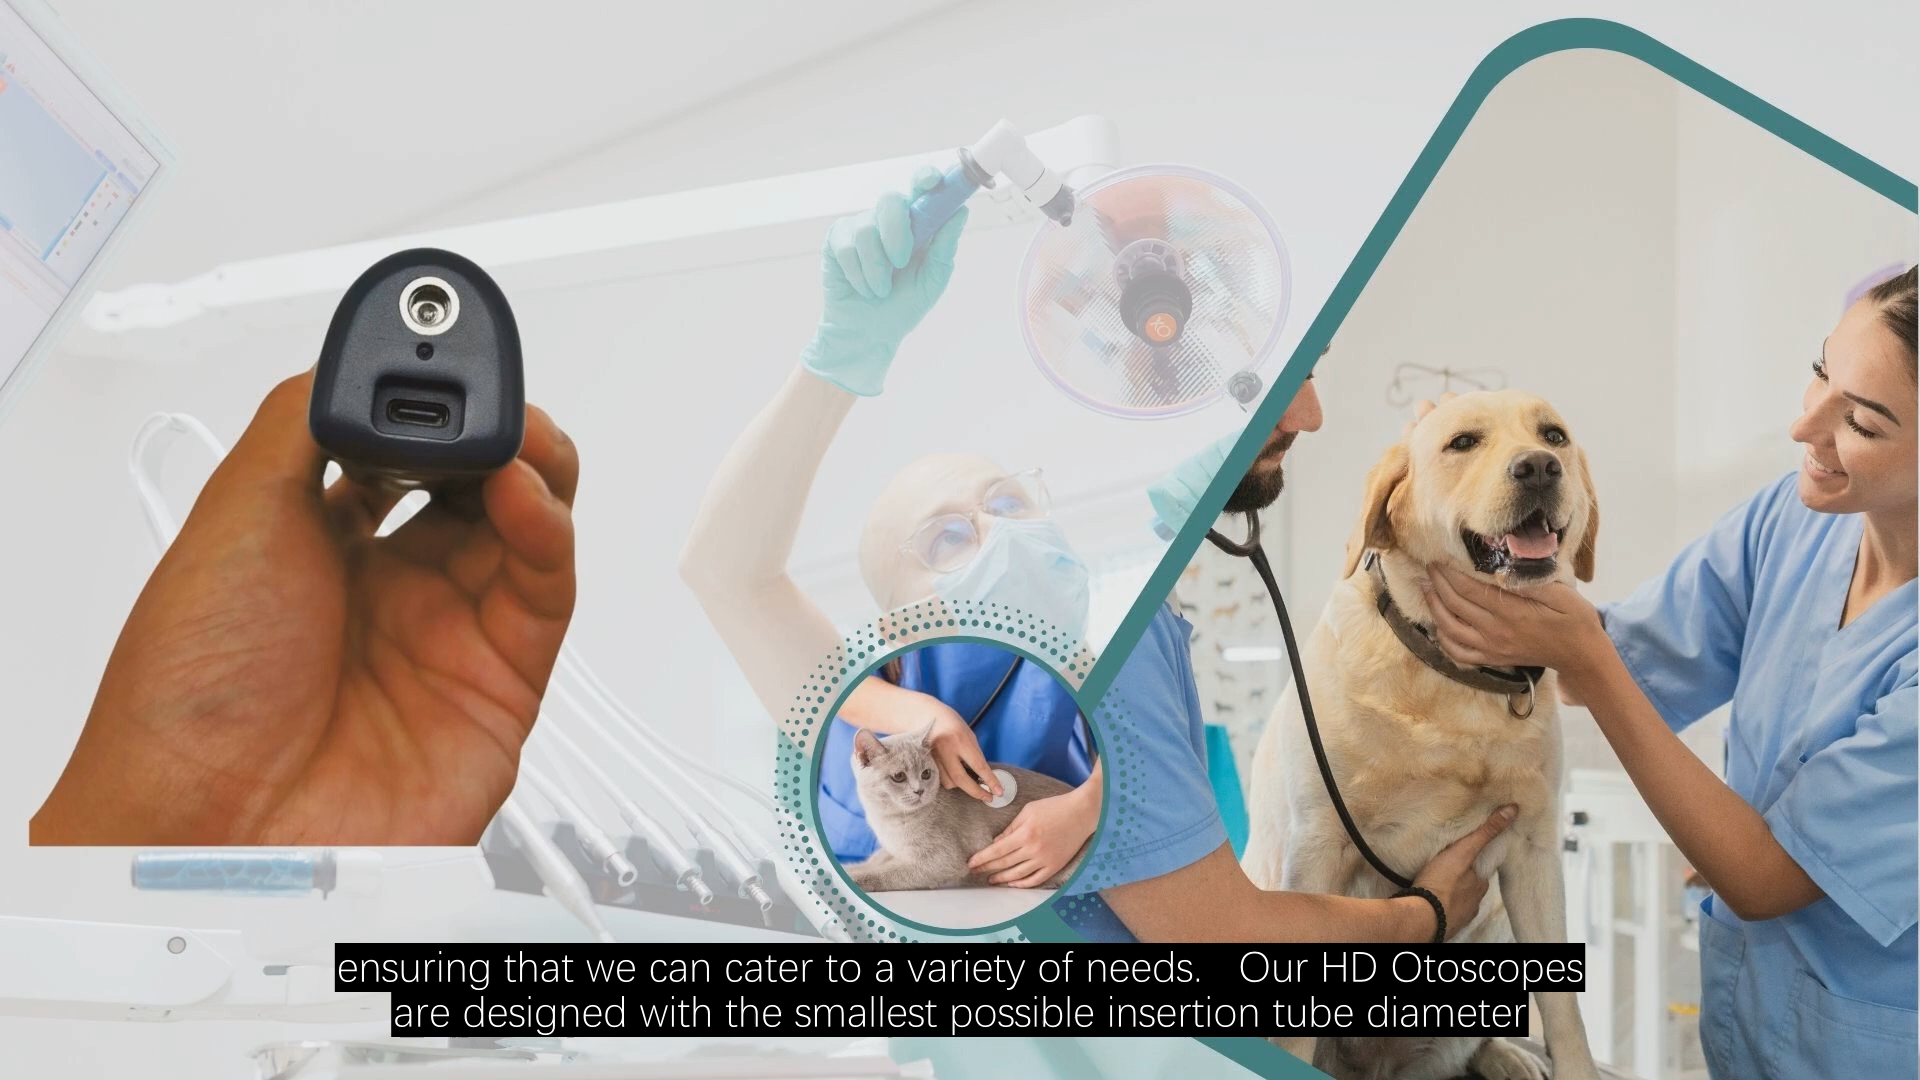 ensuring that we can cater to a variety of needs.   Our HD Otoscopes
are designed with the smallest possible insertion tube diameter